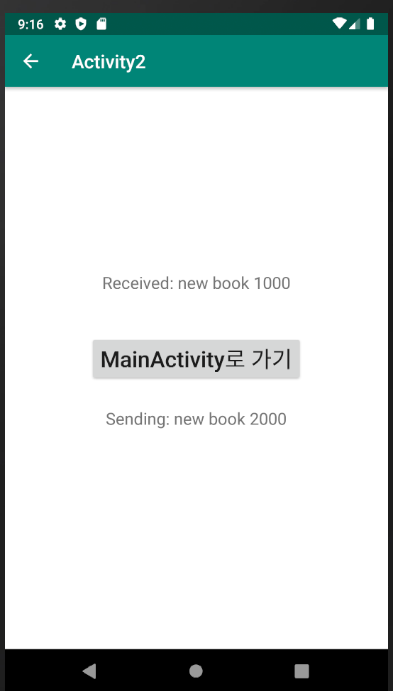 9:16
Activity2
Received: new book 1000
MainActivity로 가기
Sending: new book 2000